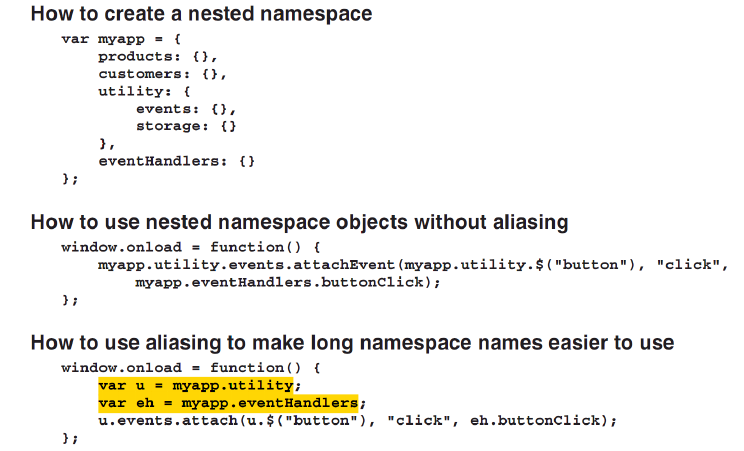 How to create a nested namespace
var myapp = {
    products: {},
    customers: {},
    utility: {
        events: {},
        storage: {}
    },
    eventHandlers: {}
};
How to use nested namespace objects without aliasing
window.onload = function() {
    myapp.utility.events.attachEvent(myapp.utility.$("button"), "click",
        myapp.eventHandlers.buttonClick);
};
How to use aliasing to make long namespace names easier to use
window.onload = function() {
    var u = myapp.utility;
    var eh = myapp.eventHandlers;
    u.events.attach(u.$("button"), "click", eh.buttonClick);
};